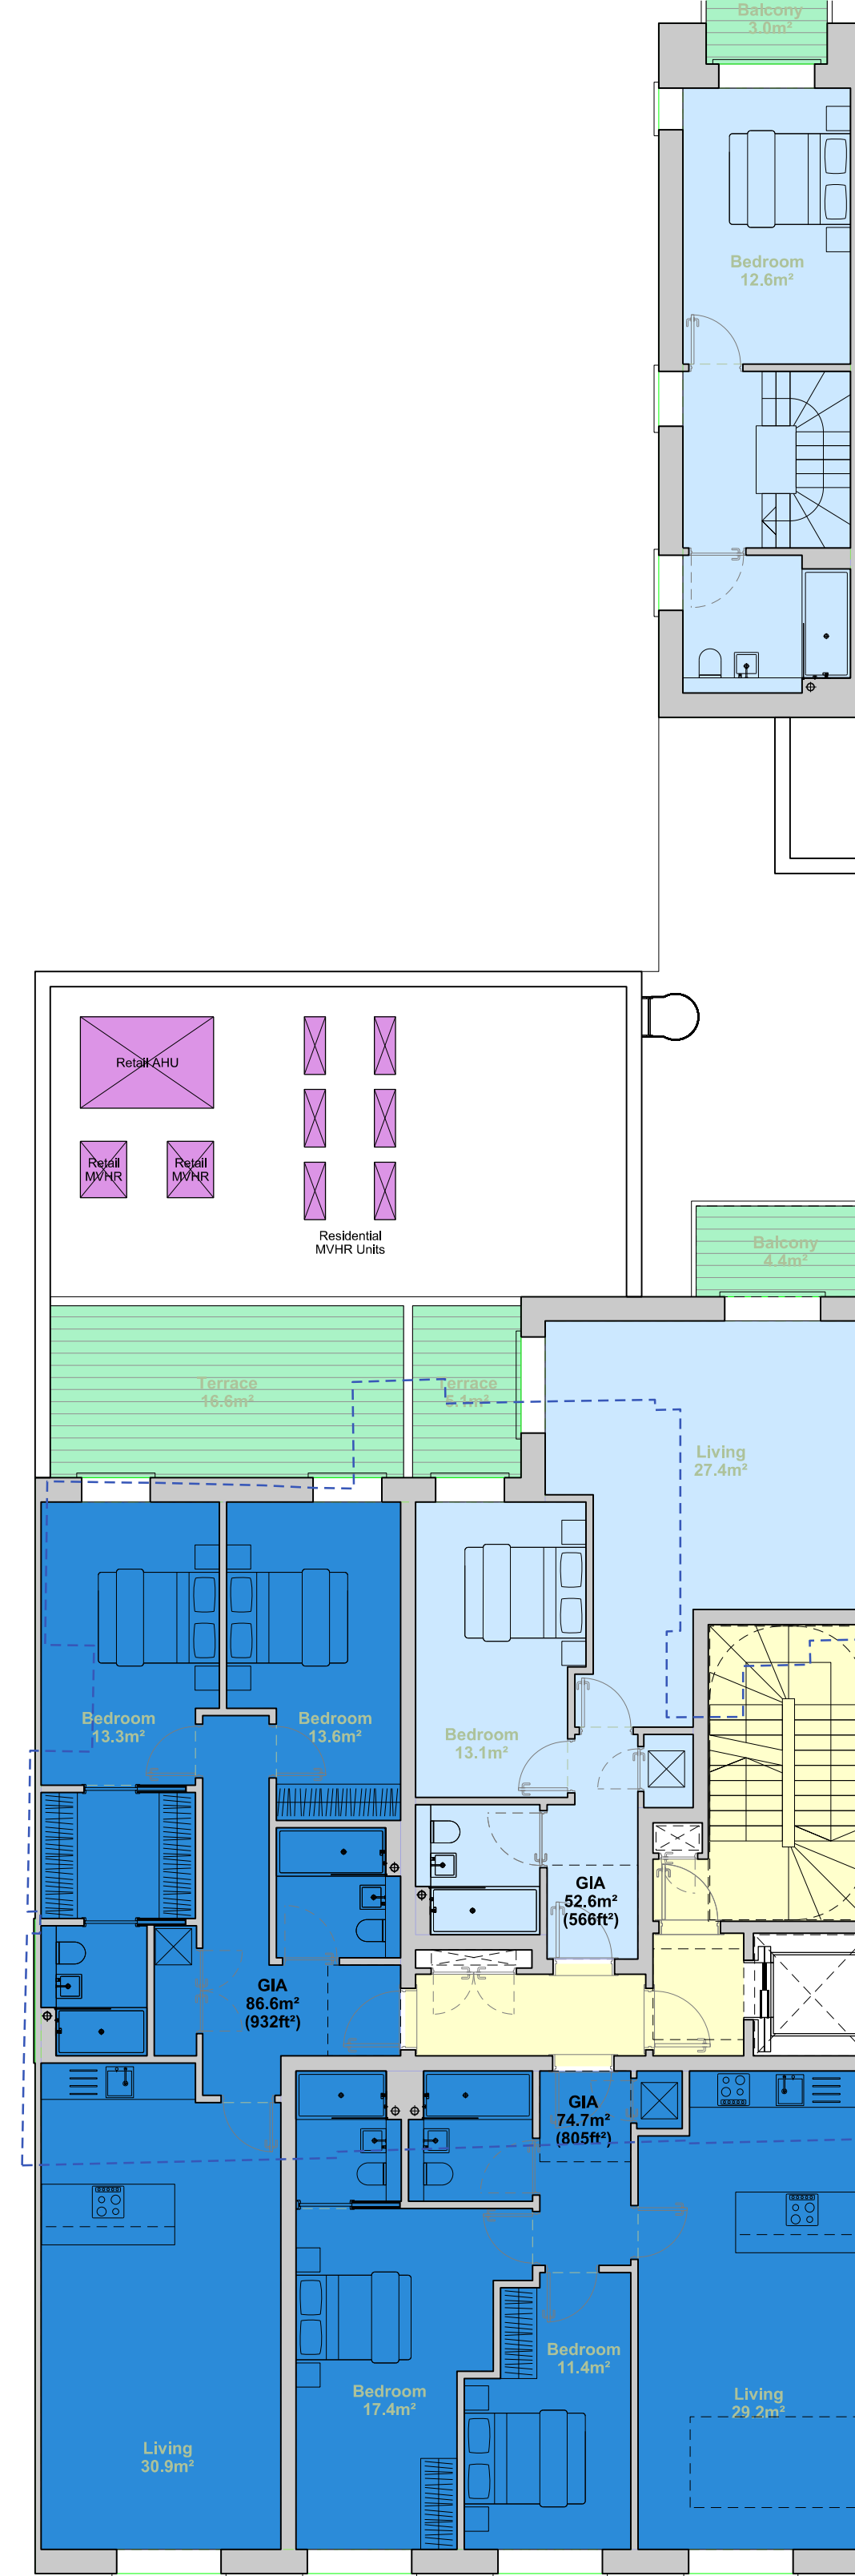 Balcony
3.0m²
Bedroom
12.6m²
Retail AHU
Retail
MVHR
Retail
MVHR
Residential
MVHR Units
Balcony
4.4m²
Terrace
16.6m²
Terrace
5.1m²
Living
27.4m²
Bedroom
13.3m²
Bedroom
13.6m²
Bedroom
13.1m²
GIA
52.6m²
(566ft²)
GIA
86.6m²
(932ft²)
GIA
74.7m²
(805ft²)
Bedroom
11.4m²
Bedroom
17.4m²
Living
29.2m²
Living
30.9m²